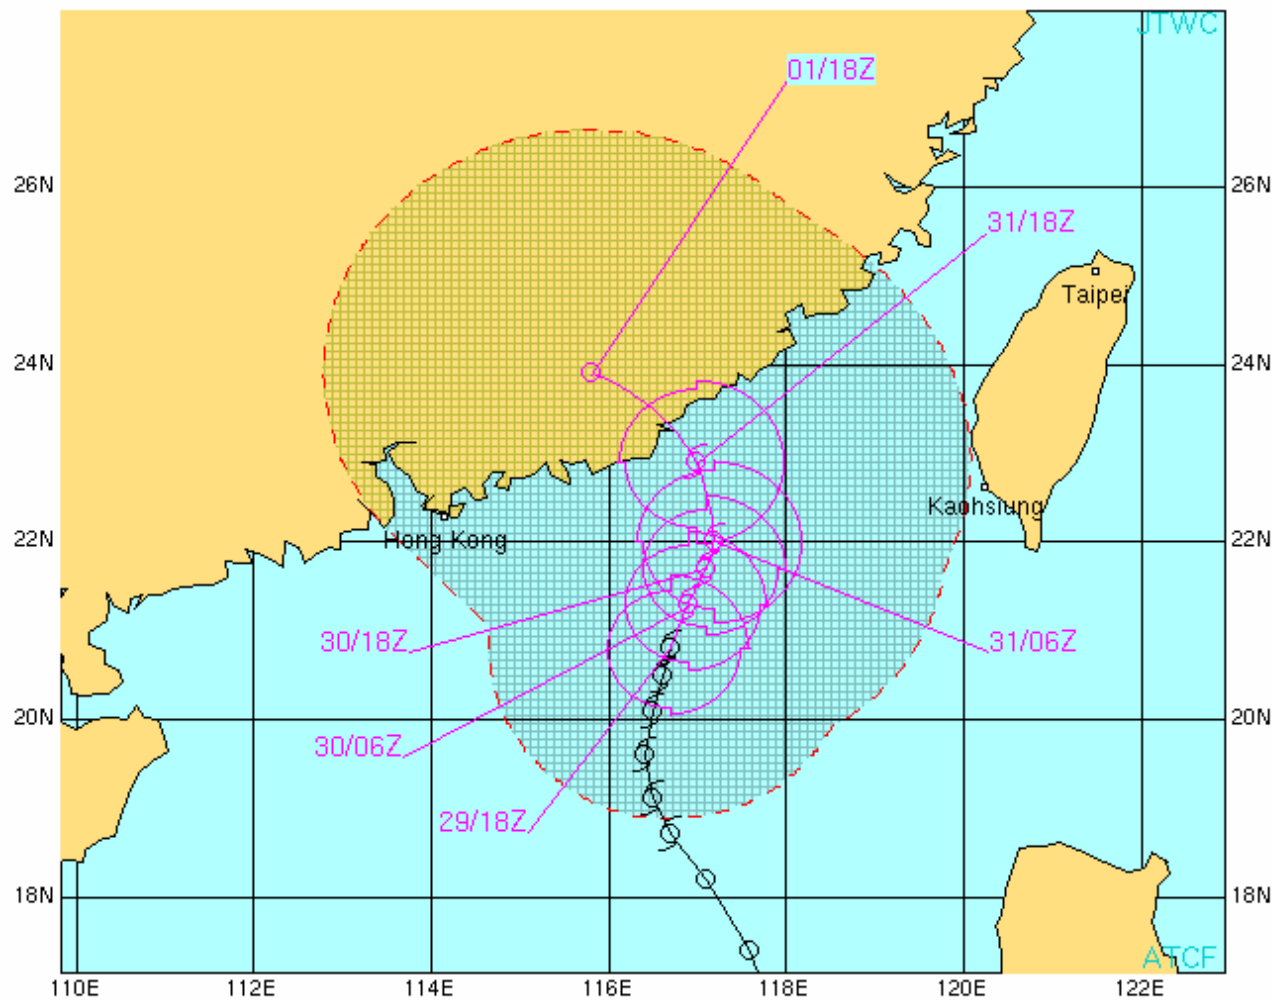 JTWC
01/18Z
26N
26N
31/18Z
Taipei
24N
24N
Kaohsiung
22N
Hong Kong
22N
30/18Z
31/06Z
20N
20N
30/06Z
29/18Z
18N
18N
ATCF
110E
112E
114E
116E
118E
120E
122E